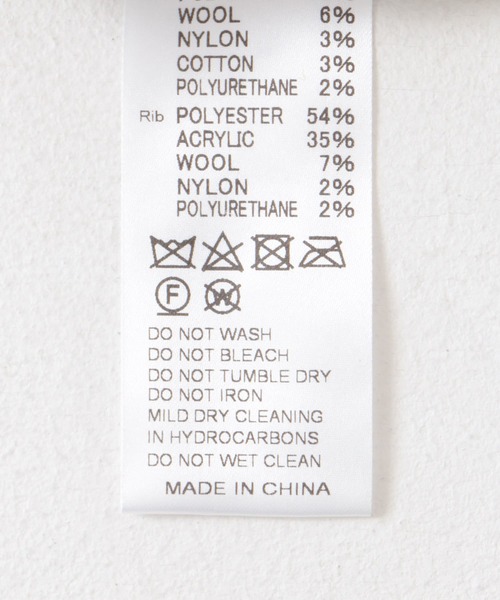 WOOL 6%
NYLON 3%
COTTON 3%
POLYURETHANE 2%
Rib POLYESTER 54%
ACRYLIC 35%
WOOL 7%
NYLON 2%
POLYURETHANE 2%
F W
DO NOT WASH
DO NOT BLEACH
DO NOT TUMBLE DRY
DO NOT IRON
MILD DRY CLEANING
IN HYDROCARBONS
DO NOT WET CLEAN
MADE IN CHINA